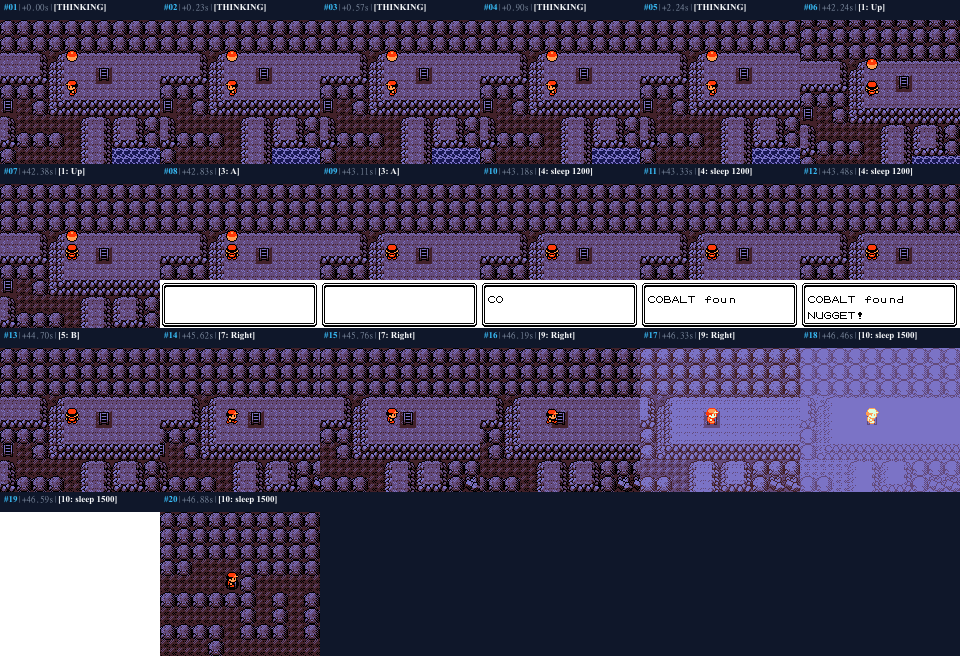 #01|+0.00s|[THINKING]
#02|+0.23s|[THINKING]
#03|+0.57s|[THINKING]
#04|+0.90s|[THINKING]
#05|+2.24s|[THINKING]
#06|+42.24s|[1: Up]
#07|+42.38s|[1: Up]
#08|+42.83s|[3: A]
#09|+43.11s|[3: A]
#10|+43.18s|[4: sleep 1200]
#11|+43.33s|[4: sleep 1200]
#12|+43.48s|[4: sleep 1200]
CO
COBALT foun
COBALT found
NUGGET!
#13|+44.70s|[5: B]
#14|+45.62s|[7: Right]
#15|+45.76s|[7: Right]
#16|+46.19s|[9: Right]
#17|+46.33s|[9: Right]
#18|+46.46s|[10: sleep 1500]
#19|+46.59s|[10: sleep 1500]
#20|+46.88s|[10: sleep 1500]